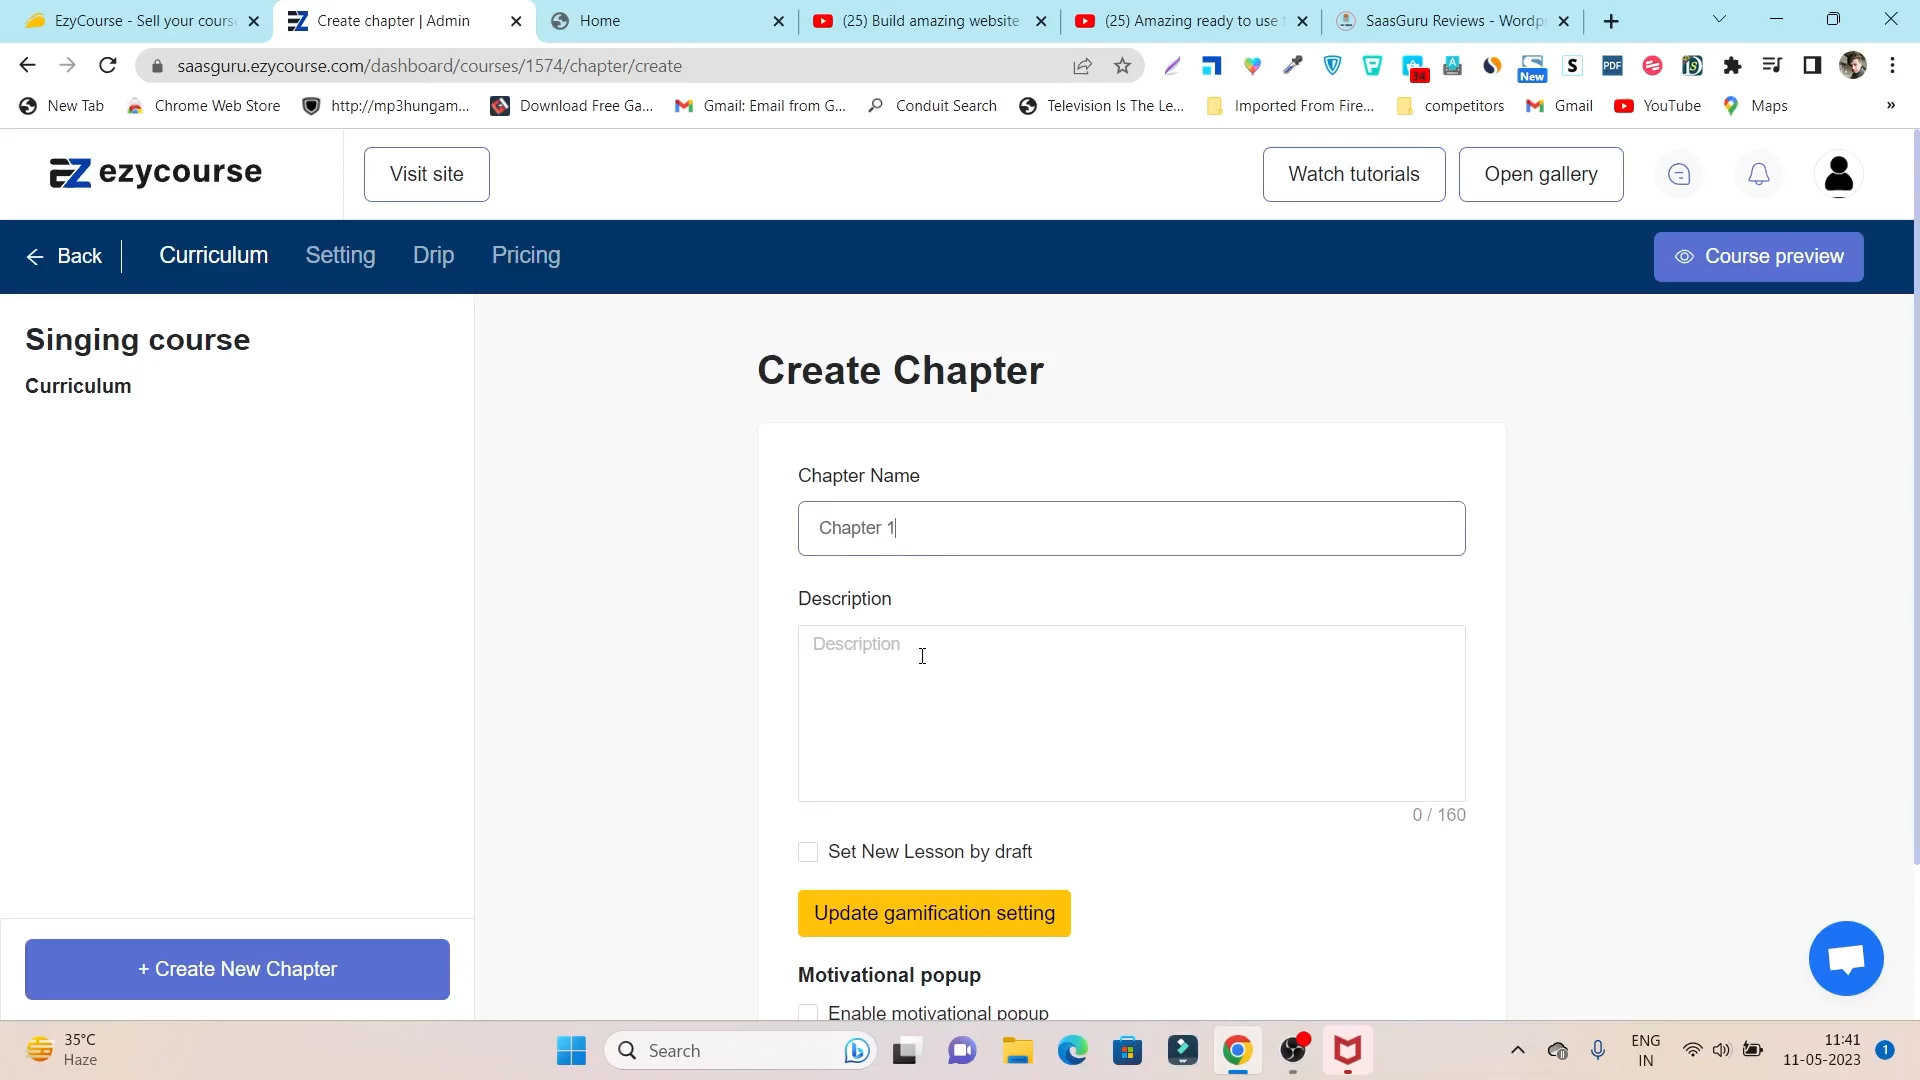 EzyCourse - Sell your cours
Create chapter | Admin
Home
(25) Build amazing website
(25) Amazing ready to use
SaasGuru Reviews - Wordp
saasguru.ezycourse.com/dashboard/courses/1574/chapter/create
34
New
S
PDF
New Tab
Chrome Web Store
http://mp3hungam...
Download Free Ga...
Gmail: Email from G...
Conduit Search
Television Is The Le...
Imported From Fire...
competitors
Gmail
YouTube
Maps
»
EZ ezycourse
Visit site
Watch tutorials
Open gallery
Back
Curriculum
Setting
Drip
Pricing
Course preview
Singing course
Curriculum
Create Chapter
Chapter Name
Chapter 1
Description
Description
0 / 160
Set New Lesson by draft
Update gamification setting
Motivational popup
Enable motivational popup
+ Create New Chapter
35°C
Haze
Search
ENG
IN
11:41
11-05-2023
1